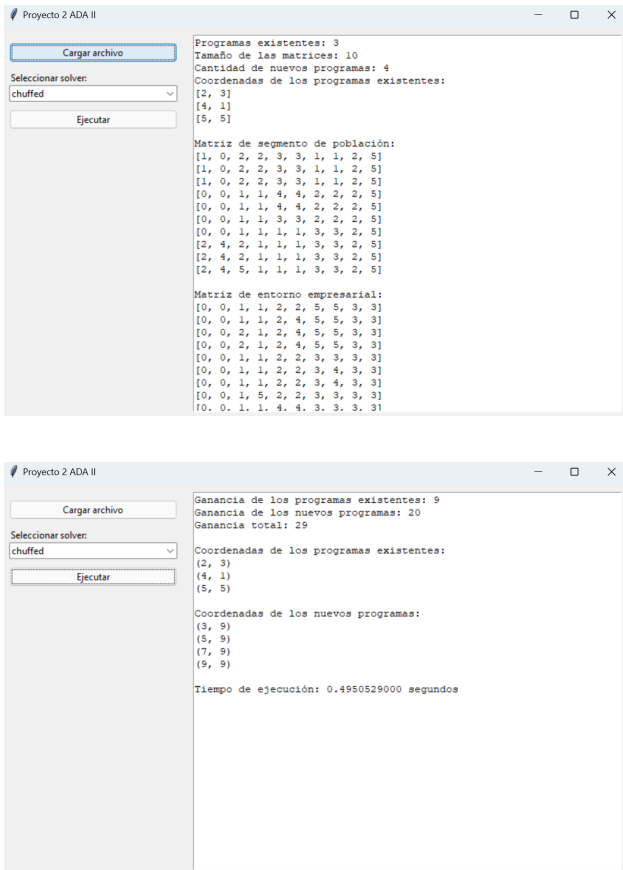 Proyecto 2 ADA II
Cargar archivo
Seleccionar solver:
chuffed
Ejecutar
Programas existentes: 3
Tamaño de las matrices: 10
Cantidad de nuevos programas: 4
Coordenadas de los programas existentes:
[2, 3]
[4, 1]
[5, 5]
Matriz de segmento de población:
[1, 0, 2, 2, 3, 3, 1, 1, 2, 5]
[1, 0, 2, 2, 3, 3, 1, 1, 2, 5]
[1, 0, 2, 2, 3, 3, 1, 1, 2, 5]
[0, 0, 1, 1, 4, 4, 2, 2, 2, 5]
[0, 0, 1, 1, 4, 4, 2, 2, 2, 5]
[0, 0, 1, 1, 3, 3, 2, 2, 2, 5]
[0, 0, 1, 1, 1, 1, 3, 3, 2, 5]
[2, 4, 2, 1, 1, 1, 3, 3, 2, 5]
[2, 4, 2, 1, 1, 1, 3, 3, 2, 5]
[2, 4, 5, 1, 1, 1, 3, 3, 2, 5]
Matriz de entorno empresarial:
[0, 0, 1, 1, 2, 2, 5, 5, 3, 3]
[0, 0, 1, 1, 2, 4, 5, 5, 3, 3]
[0, 0, 2, 1, 2, 4, 5, 5, 3, 3]
[0, 0, 2, 1, 2, 4, 5, 5, 3, 3]
[0, 0, 1, 1, 2, 2, 3, 3, 3, 3]
[0, 0, 1, 1, 2, 2, 3, 4, 3, 3]
[0, 0, 1, 1, 2, 2, 3, 4, 3, 3]
[0, 0, 1, 5, 2, 2, 3, 3, 3, 3]
[0, 0, 1, 1, 4, 4, 3, 3, 3, 3]
Proyecto 2 ADA II
Cargar archivo
Seleccionar solver:
chuffed
Ejecutar
Ganancia de los programas existentes: 9
Ganancia de los nuevos programas: 20
Ganancia total: 29
Coordenadas de los programas existentes:
(2, 3)
(4, 1)
(5, 5)
Coordenadas de los nuevos programas:
(3, 9)
(5, 9)
(7, 9)
(9, 9)
Tiempo de ejecución: 0.4950529000 segundos